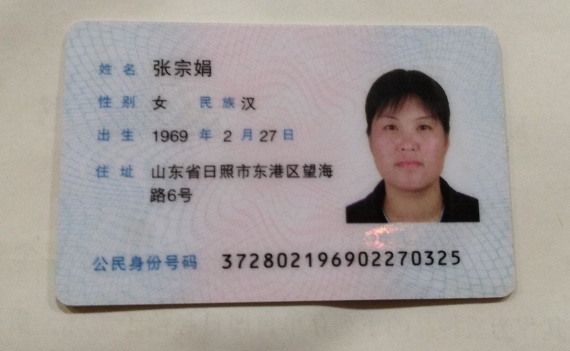 姓名 张宗娟
性别 女 民族 汉
出生 1969 年 2 月 27 日
住址 山东省日照市东港区望海
路6号
公民身份号码 372802196902270325